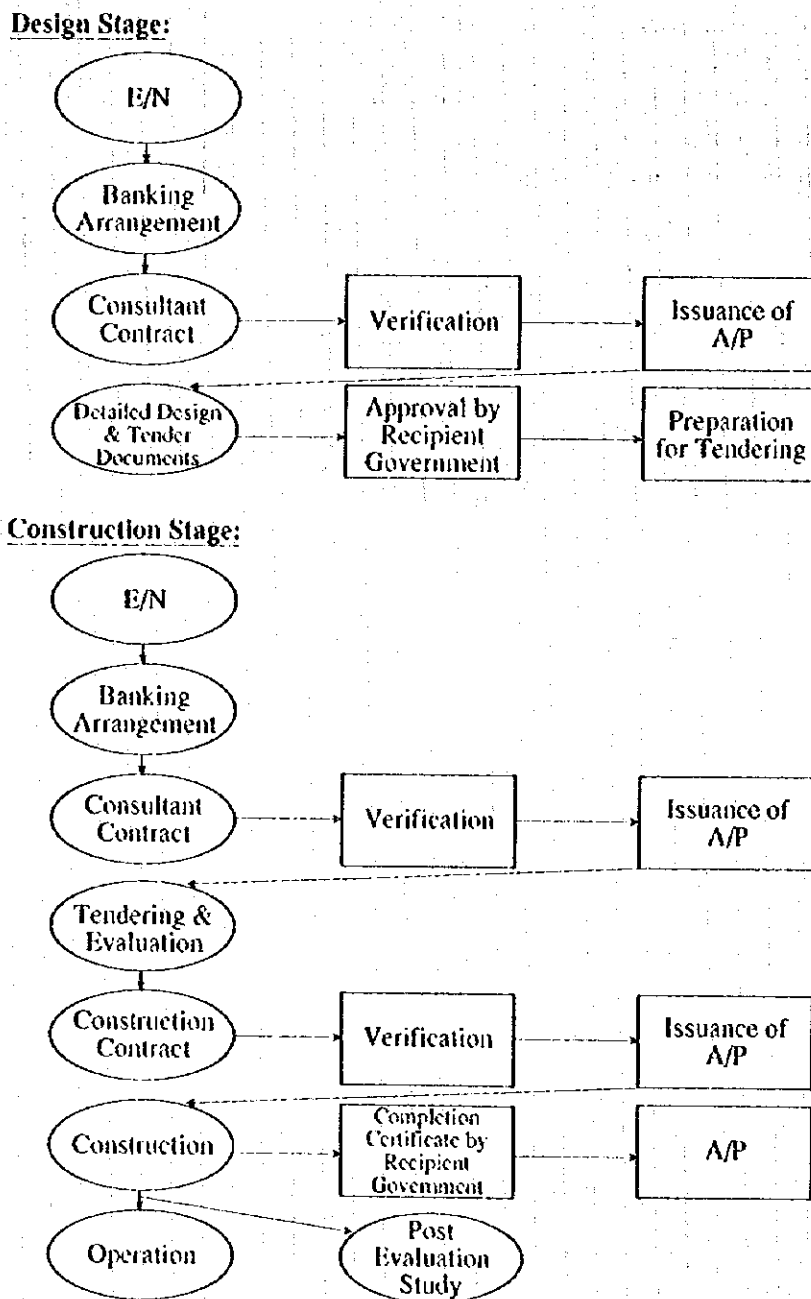 Design Stage:
E/N
Banking
Arrangement
Consultant
Contract
Verification
Issuance of
A/P
Detailed Design
& Tender
Documents
Approval by
Recipient
Government
Preparation
for Tendering
Construction Stage:
E/N
Banking
Arrangement
Consultant
Contract
Verification
Issuance of
A/P
Tendering &
Evaluation
Construction
Contract
Verification
Issuance of
A/P
Construction
Completion
Certificate by
Recipient
Government
A/P
Operation
Post
Evaluation
Study